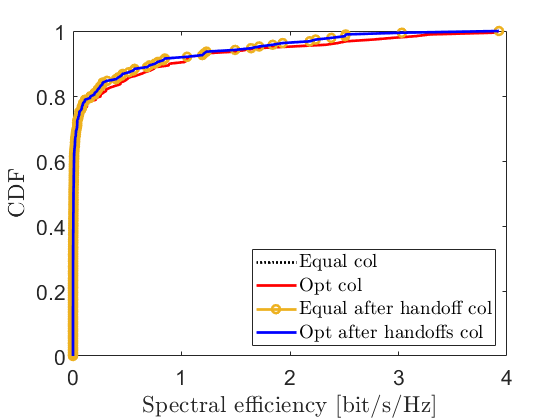 1
0.8
0.6
0.4
0.2
0
CDF
Equal col
Opt col
Equal after handoff col
Opt after handoffs col
0 1 2 3 4
Spectral efficiency [bit/s/Hz]